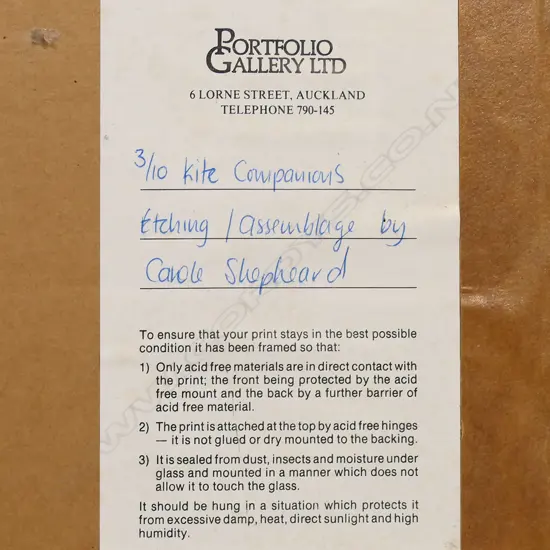 PORTFOLIO
GALLERY LTD
6 LORNE STREET, AUCKLAND
TELEPHONE 790-145
3/10 Kite Companions
Etching / Assemblage by
Carole Shepheard
To ensure that your print stays in the best possible
condition it has been framed so that:
1) Only acid free materials are in direct contact with
the print; the front being protected by the acid
free mount and the back by a further barrier of
acid free material.
2) The print is attached at the top by acid free hinges
— it is not glued or dry mounted to the backing.
3) It is sealed from dust, insects and moisture under
glass and mounted in a manner which does not
allow it to touch the glass.
It should be hung in a situation which protects it
from excessive damp, heat, direct sunlight and high
humidity.